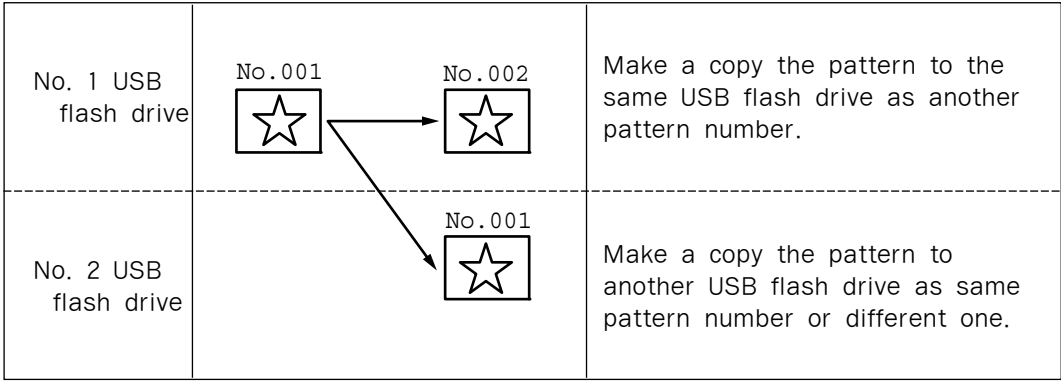 No. 1 USB
flash drive
No.001
No.002
Make a copy the pattern to the
same USB flash drive as another
pattern number.
No. 2 USB
flash drive
No.001
Make a copy the pattern to
another USB flash drive as same
pattern number or different one.